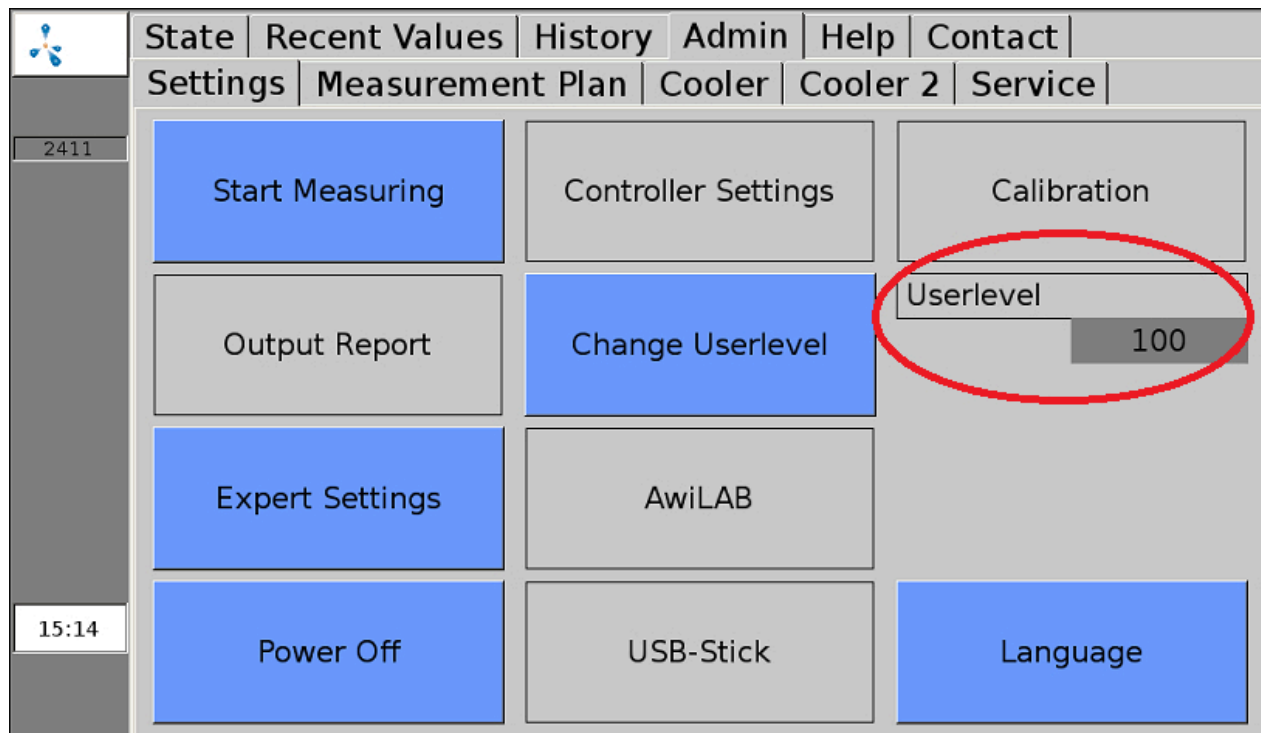 State Recent Values History Admin Help Contact
Settings Measurement Plan Cooler Cooler 2 Service
2411
Start Measuring Controller Settings Calibration
Userlevel
100
Output Report Change Userlevel
Expert Settings AwiLAB
15:14
Power Off USB-Stick Language